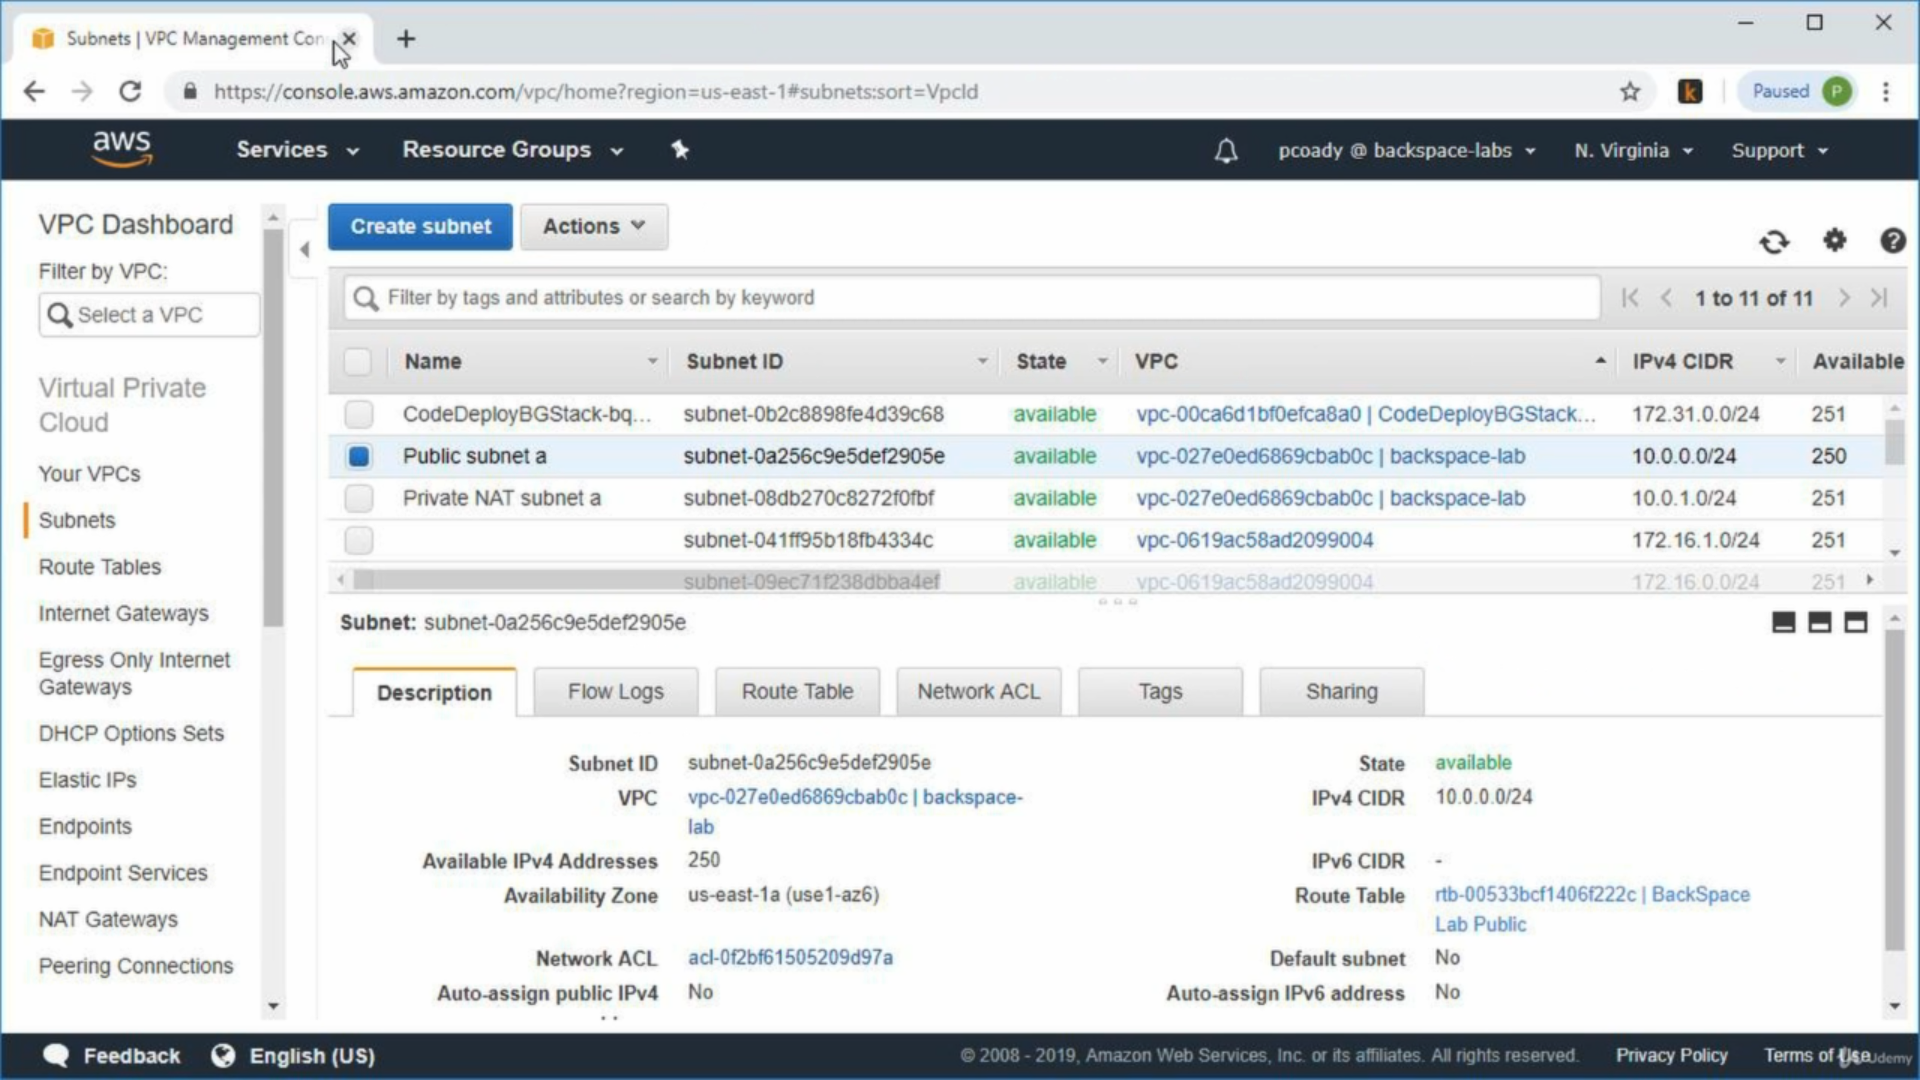 Subnets | VPC Management Con
https://console.aws.amazon.com/vpc/home?region=us-east-1#subnets:sort=VpcId
k
Paused
P
aws
Services
Resource Groups
pcoady @ backspace-labs
N. Virginia
Support
VPC Dashboard
Filter by VPC:
Select a VPC
Virtual Private
Cloud
Your VPCs
Subnets
Route Tables
Internet Gateways
Egress Only Internet
Gateways
DHCP Options Sets
Elastic IPs
Endpoints
Endpoint Services
NAT Gateways
Peering Connections
Create subnet
Actions
Filter by tags and attributes or search by keyword
1 to 11 of 11
Name Subnet ID State VPC IPv4 CIDR Available
CodeDeployBGStack-bq... subnet-0b2c8898fe4d39c68 available vpc-00ca6d1bf0efca8a0 | CodeDeployBGStack... 172.31.0.0/24 251
Public subnet a subnet-0a256c9e5def2905e available vpc-027e0ed6869cbab0c | backspace-lab 10.0.0.0/24 250
Private NAT subnet a subnet-08db270c8272f0fbf available vpc-027e0ed6869cbab0c | backspace-lab 10.0.1.0/24 251
subnet-041ff95b18fb4334c available vpc-0619ac58ad2099004 172.16.1.0/24 251
subnet-09ec71f238dbba4ef available vpc-0619ac58ad2099004 172.16.0.0/24 251
Subnet: subnet-0a256c9e5def2905e
Description Flow Logs Route Table Network ACL Tags Sharing
Subnet ID subnet-0a256c9e5def2905e State available
VPC vpc-027e0ed6869cbab0c | backspace- IPv4 CIDR 10.0.0.0/24
lab
Available IPv4 Addresses 250 IPv6 CIDR -
Availability Zone us-east-1a (use1-az6) Route Table rtb-00533bcf1406f222c | BackSpace
Lab Public
Network ACL acl-0f2bf61505209d97a Default subnet No
Auto-assign public IPv4 No Auto-assign IPv6 address No
Feedback
English (US)
© 2008 - 2019, Amazon Web Services, Inc. or its affiliates. All rights reserved.
Privacy Policy
Terms of Use
Udemy